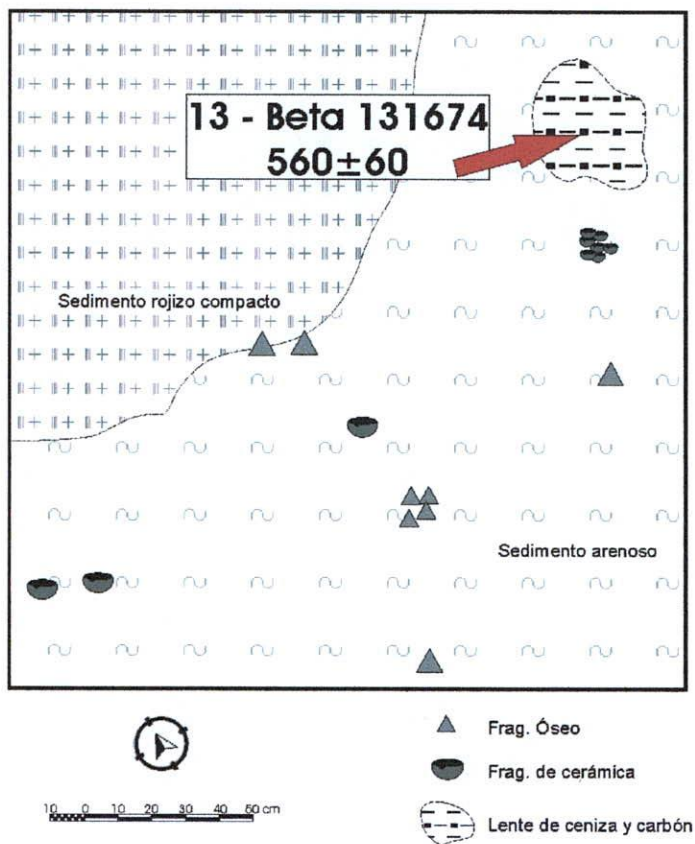 13 - Beta 131674
560±60
Sedimento rojizo compacto
Sedimento arenoso
Frag. Óseo
Frag. de cerámica
10 0 10 20 30 40 50 cm
Lente de ceniza y carbón